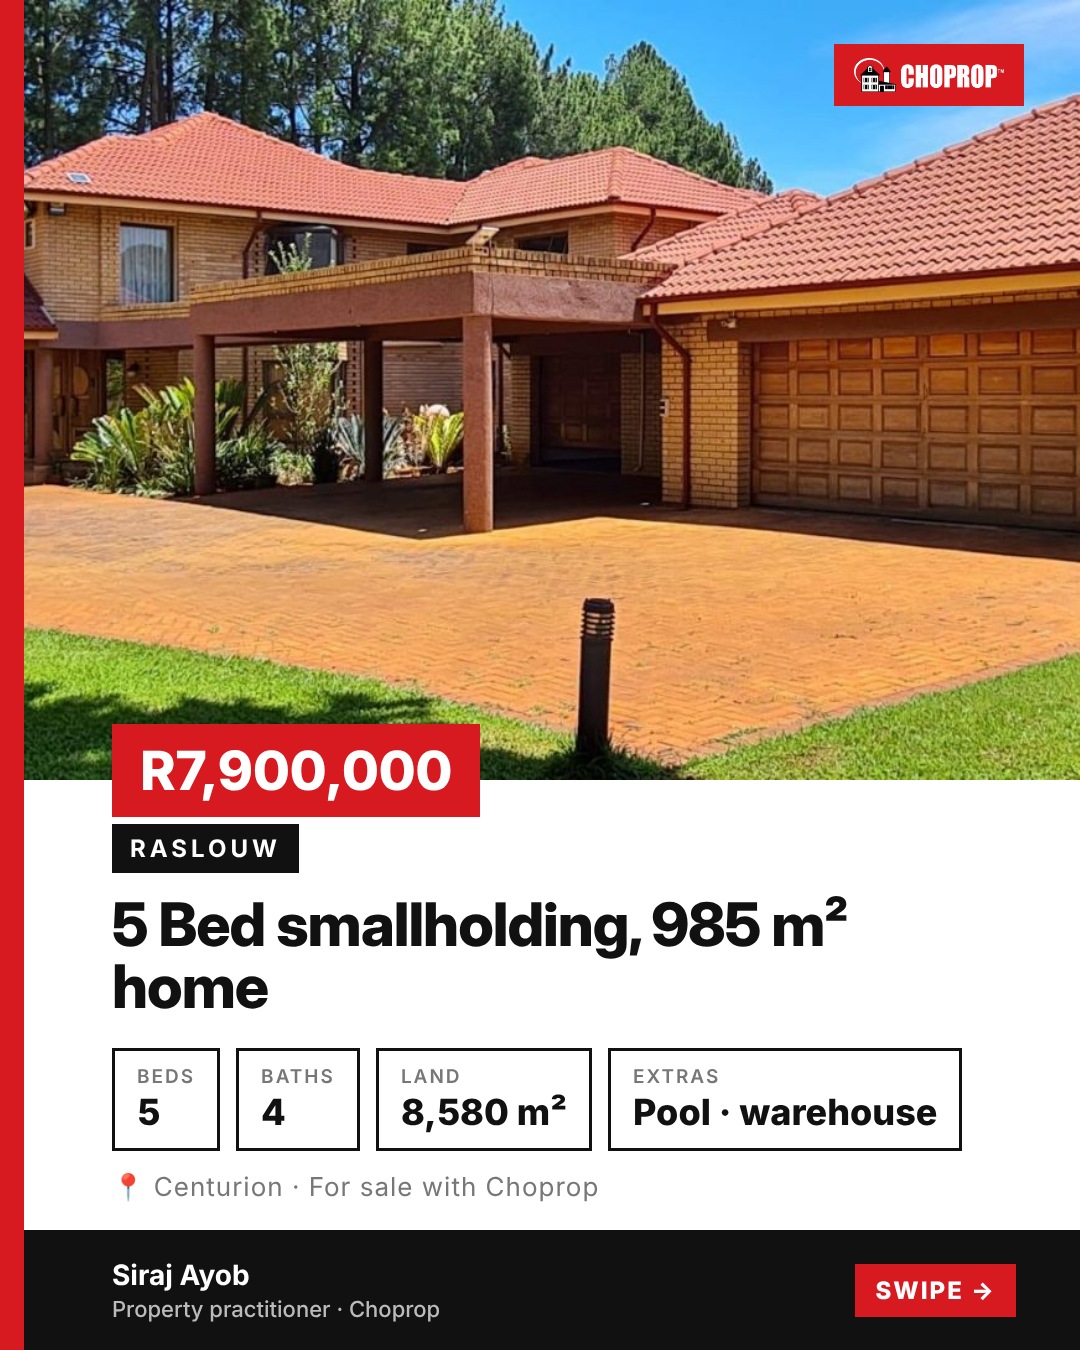 CHOPROP™
R7,900,000
RASLOUW
5 Bed smallholding, 985 m²
home
BEDS
5
BATHS
4
LAND
8,580 m²
EXTRAS
Pool · warehouse
📍 Centurion · For sale with Choprop
Siraj Ayob
Property practitioner · Choprop
SWIPE →